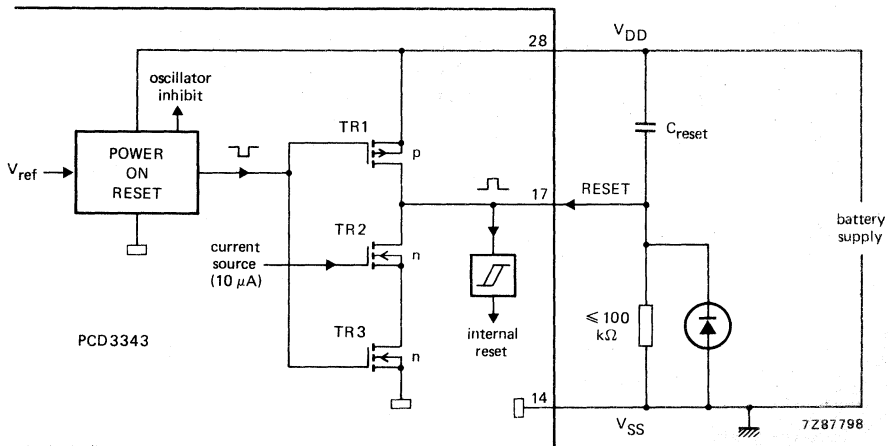 28
V_DD
oscillator
inhibit
TR1
C_reset
p
V_ref
POWER
ON
RESET
17
RESET
TR2
battery
supply
current
source
(10 µA)
n
≤ 100
kΩ
internal
reset
PCD3343
TR3
n
14
V_SS
7Z87798